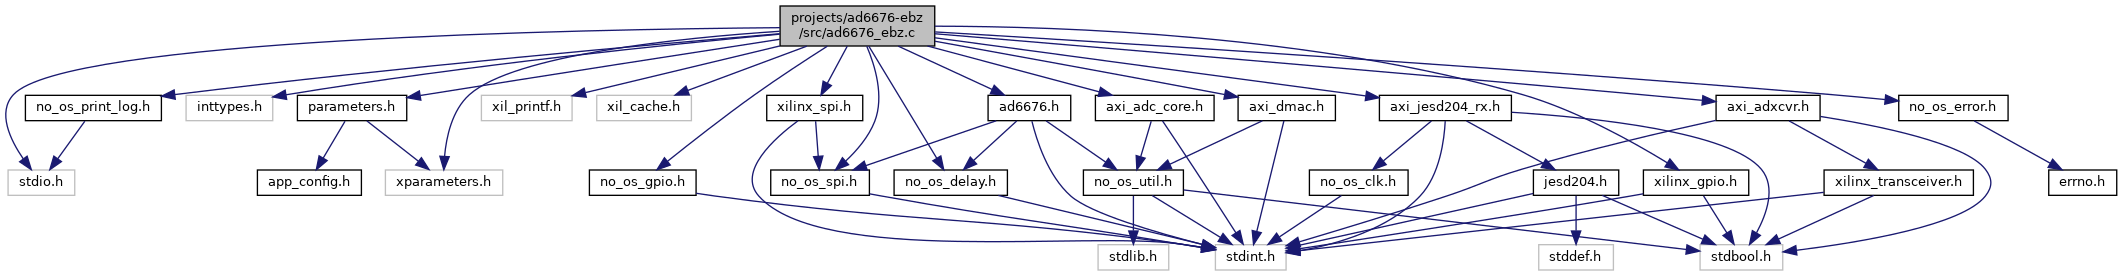 projects/ad6676-ebz
/src/ad6676_ebz.c
no_os_print_log.h
inttypes.h
parameters.h
xil_printf.h
xil_cache.h
xilinx_spi.h
ad6676.h
axi_adc_core.h
axi_dmac.h
axi_jesd204_rx.h
axi_adxcvr.h
no_os_error.h
stdio.h
app_config.h
xparameters.h
no_os_gpio.h
no_os_spi.h
no_os_delay.h
no_os_util.h
no_os_clk.h
jesd204.h
xilinx_gpio.h
xilinx_transceiver.h
errno.h
stdlib.h
stdint.h
stddef.h
stdbool.h